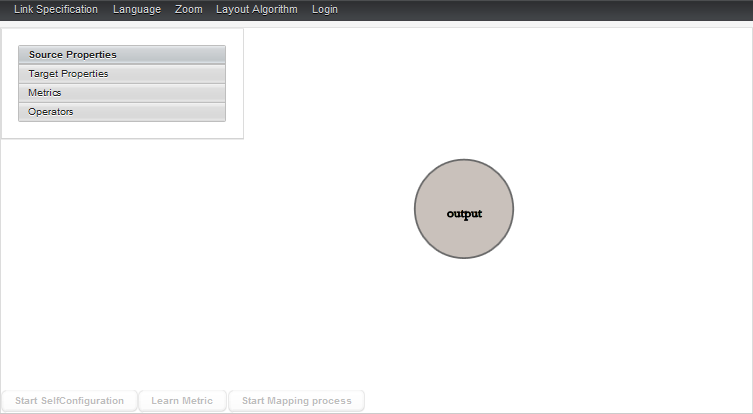 Link Specification Language Zoom Layout Algorithm Login
Source Properties
Target Properties
Metrics
Operators
output
Start SelfConfiguration Learn Metric Start Mapping process